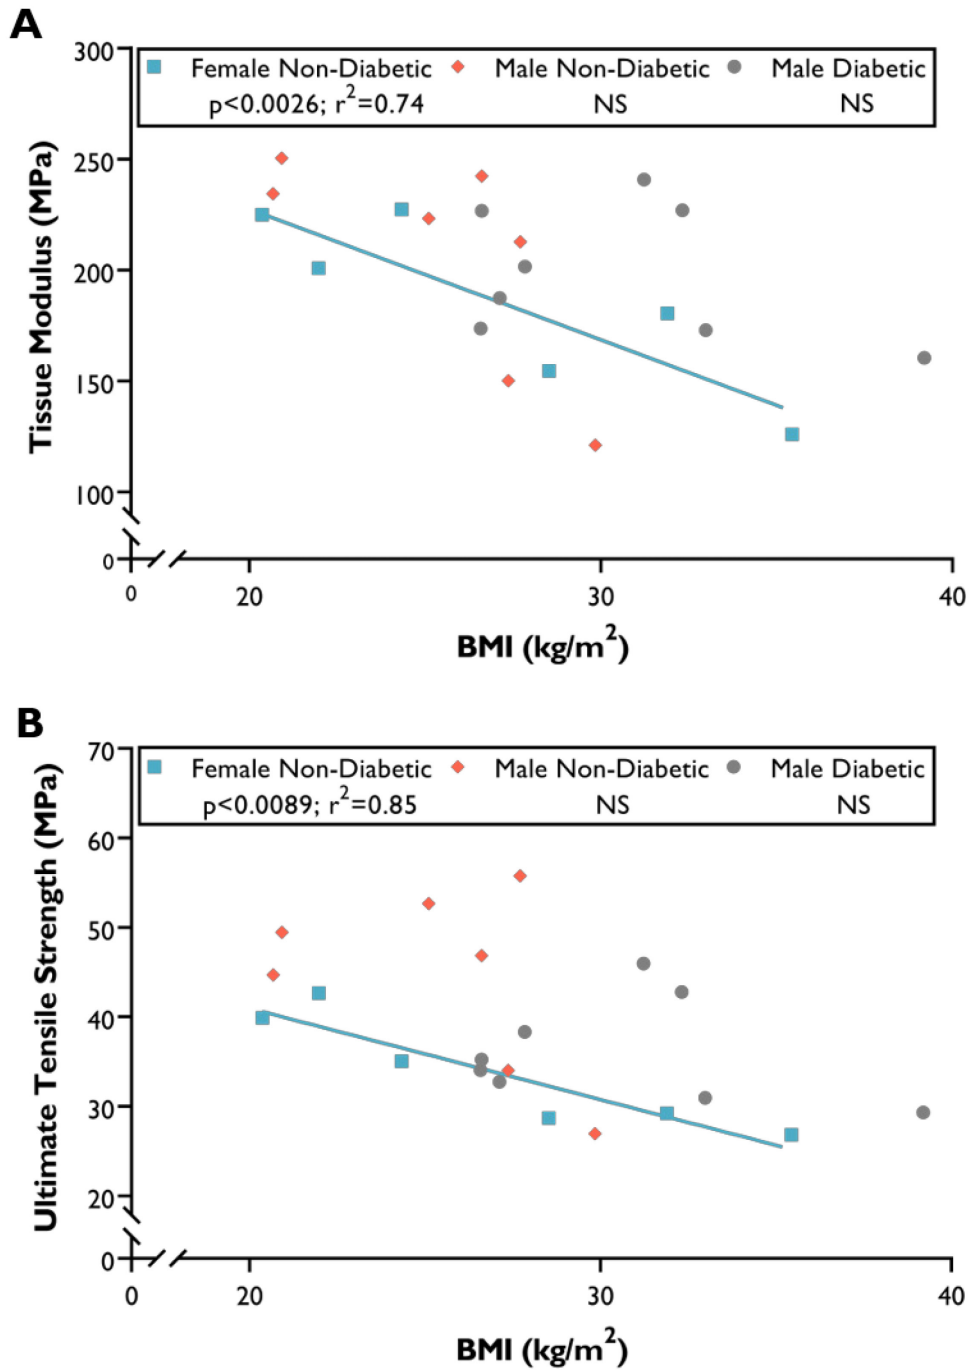 A
300
Female Non-Diabetic Male Non-Diabetic Male Diabetic
p<0.0026; r²=0.74 NS NS
250
200
150
100
0
Tissue Modulus (MPa)
0 20 30 40
BMI (kg/m²)
B
70
Female Non-Diabetic Male Non-Diabetic Male Diabetic
p<0.0089; r²=0.85 NS NS
60
50
40
30
20
0
Ultimate Tensile Strength (MPa)
0 20 30 40
BMI (kg/m²)